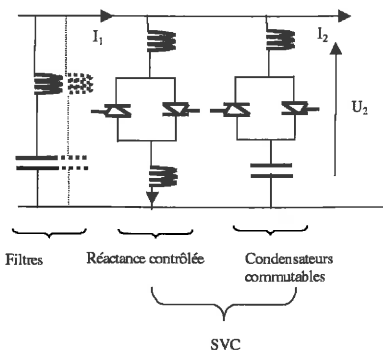 I1
I2
U2
Filtres
Réactance contrôlée
Condensateurs
commutables
SVC